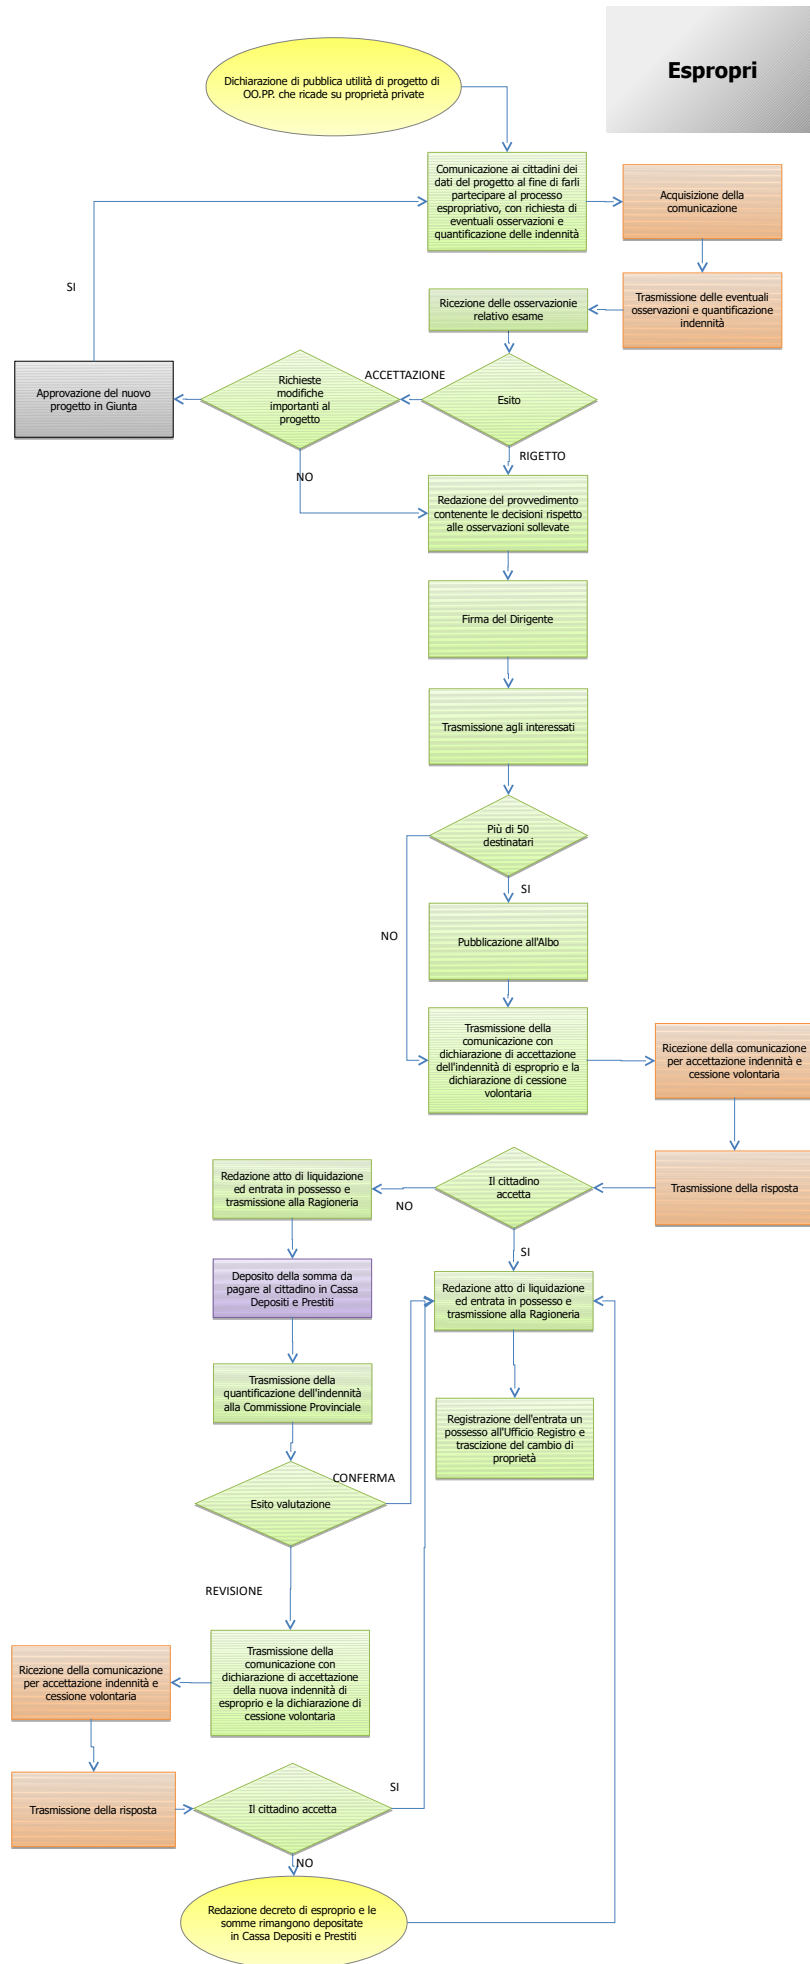 Espropri
Dichiarazione di pubblica utilità di progetto di
OO.PP. che ricade su proprietà private
Comunicazione ai cittadini dei
dati del progetto al fine di farli
partecipare al processo
espropriativo, con richiesta di
eventuali osservazioni e
quantificazione delle indennità
Acquisizione della
comunicazione
SI
Ricezione delle osservazionie
relativo esame
Trasmissione delle eventuali
osservazioni e quantificazione
indennità
Approvazione del nuovo
progetto in Giunta
Richieste
modifiche
importanti al
progetto
ACCETTAZIONE
Esito
RIGETTO
NO
Redazione del provvedimento
contenente le decisioni rispetto
alle osservazioni sollevate
Firma del Dirigente
Trasmissione agli interessati
Più di 50
destinatari
SI
NO
Pubblicazione all'Albo
Trasmissione della
comunicazione con
dichiarazione di accettazione
dell'indennità di esproprio e la
dichiarazione di cessione
volontaria
Ricezione della comunicazione
per accettazione indennità e
cessione volontaria
Redazione atto di liquidazione
ed entrata in possesso e
trasmissione alla Ragioneria
NO
Il cittadino
accetta
Trasmissione della risposta
SI
Deposito della somma da
pagare al cittadino in Cassa
Depositi e Prestiti
Redazione atto di liquidazione
ed entrata in possesso e
trasmissione alla Ragioneria
Trasmissione della
quantificazione dell'indennità
alla Commissione Provinciale
Registrazione dell'entrata un
possesso all'Ufficio Registro e
trascizione del cambio di
proprietà
CONFERMA
Esito valutazione
REVISIONE
Ricezione della comunicazione
per accettazione indennità e
cessione volontaria
Trasmissione della
comunicazione con
dichiarazione di accettazione
della nuova indennità di
esproprio e la dichiarazione di
cessione volontaria
Trasmissione della risposta
Il cittadino accetta
SI
NO
Redazione decreto di esproprio e le
somme rimangono depositate
in Cassa Depositi e Prestiti